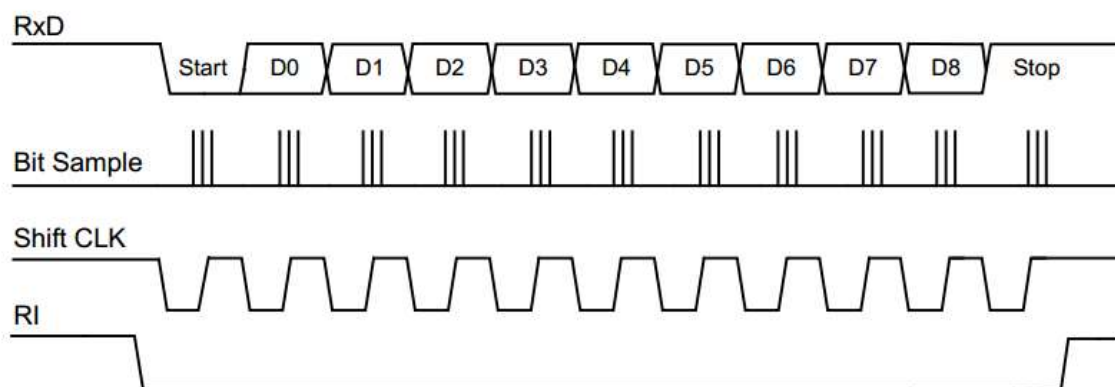 RxD
Start D0 D1 D2 D3 D4 D5 D6 D7 D8 Stop
Bit Sample
Shift CLK
RI